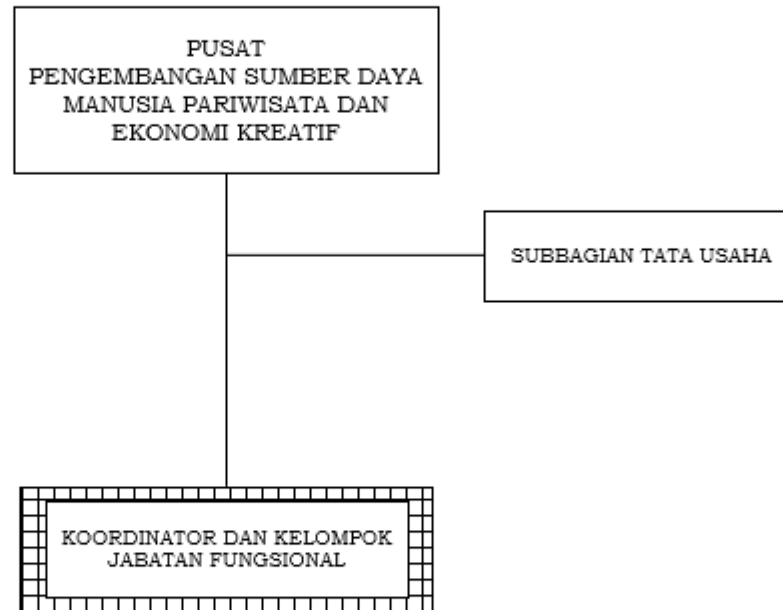 PUSAT
PENGEMBANGAN SUMBER DAYA
MANUSIA PARIWISATA DAN
EKONOMI KREATIF
SUBBAGIAN TATA USAHA
KOORDINATOR DAN KELOMPOK
JABATAN FUNGSIONAL